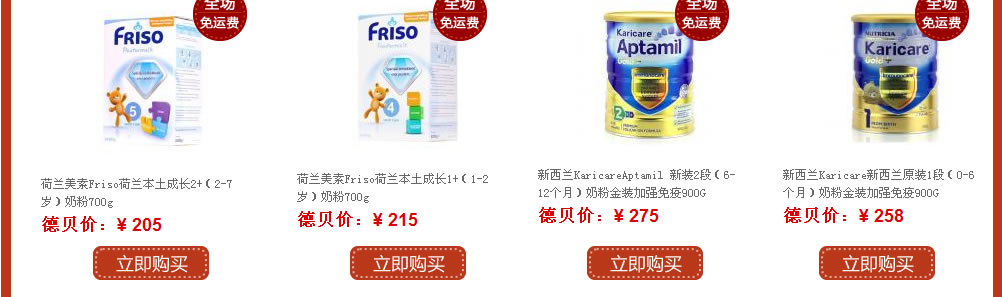 全场
免运费
FRISO
5
荷兰美素Friso荷兰本土成长2+（2-7
岁）奶粉700g
德贝价：¥ 205
立即购买
全场
免运费
FRISO
4
荷兰美素Friso荷兰本土成长1+（1-2
岁）奶粉700g
德贝价：¥ 215
立即购买
全场
免运费
Karicare
Aptamil
Gold+
2
新西兰KaricareAptamil 新装2段（6-
12个月）奶粉金装加强免疫900G
德贝价：¥ 275
立即购买
全场
免运费
NUTRICIA
Karicare
Gold+
1
新西兰Karicare新西兰原装1段（0-6
个月）奶粉金装加强免疫900G
德贝价：¥ 258
立即购买